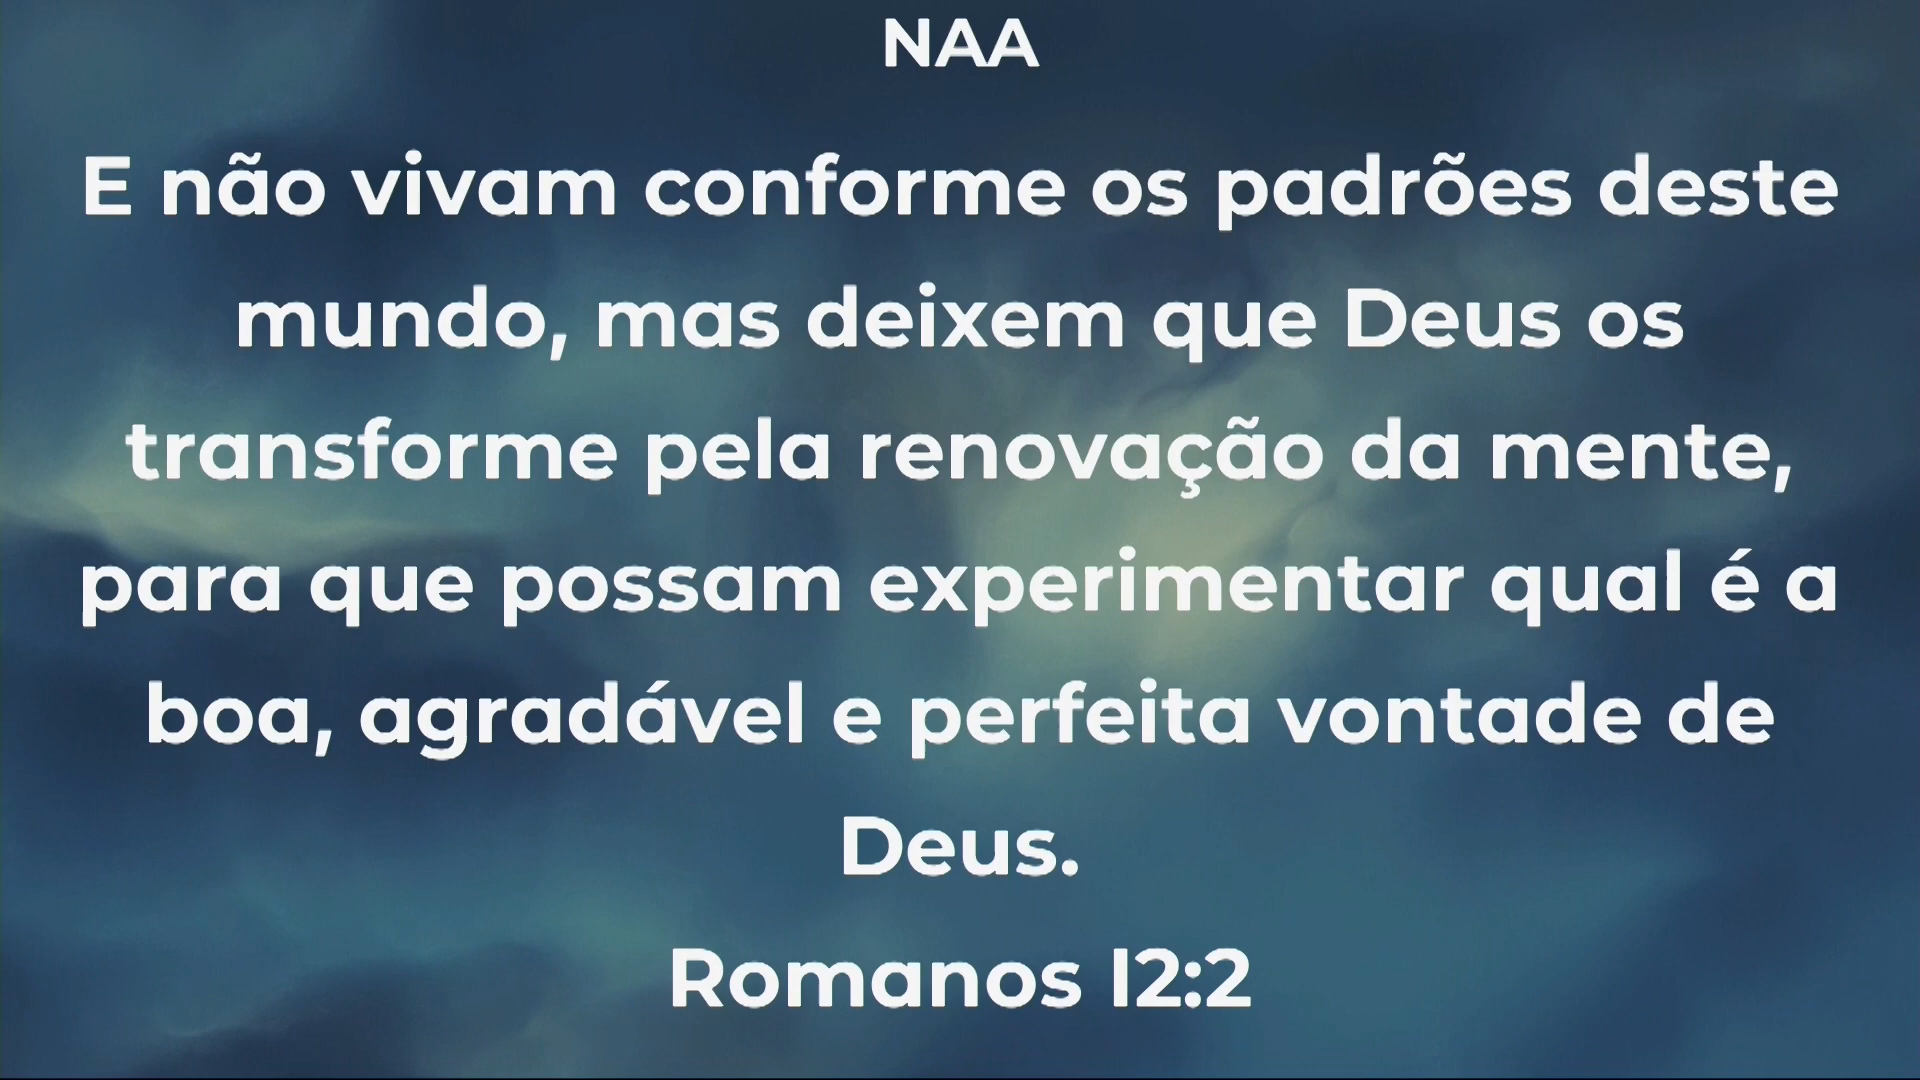 NAA
E não vivam conforme os padrões deste
mundo, mas deixem que Deus os
transforme pela renovação da mente,
para que possam experimentar qual é a
boa, agradável e perfeita vontade de
Deus.
Romanos 12:2